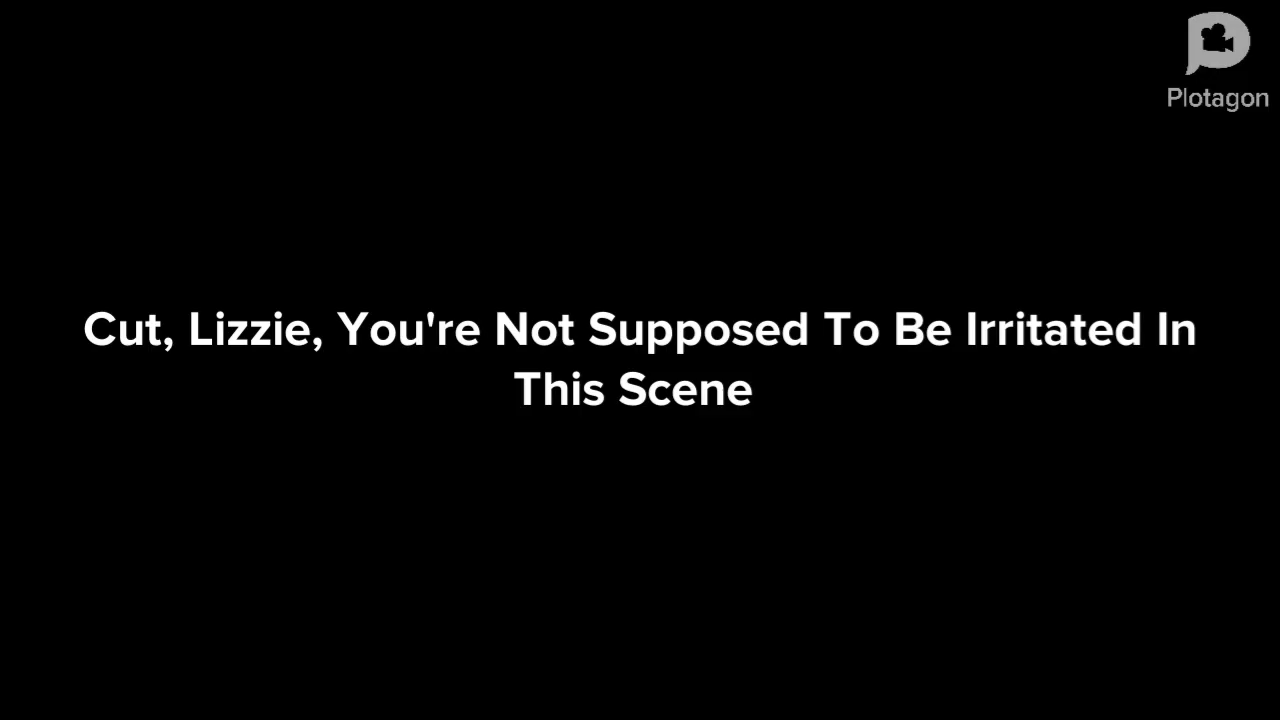 Plotagon
Cut, Lizzie, You're Not Supposed To Be Irritated In
This Scene